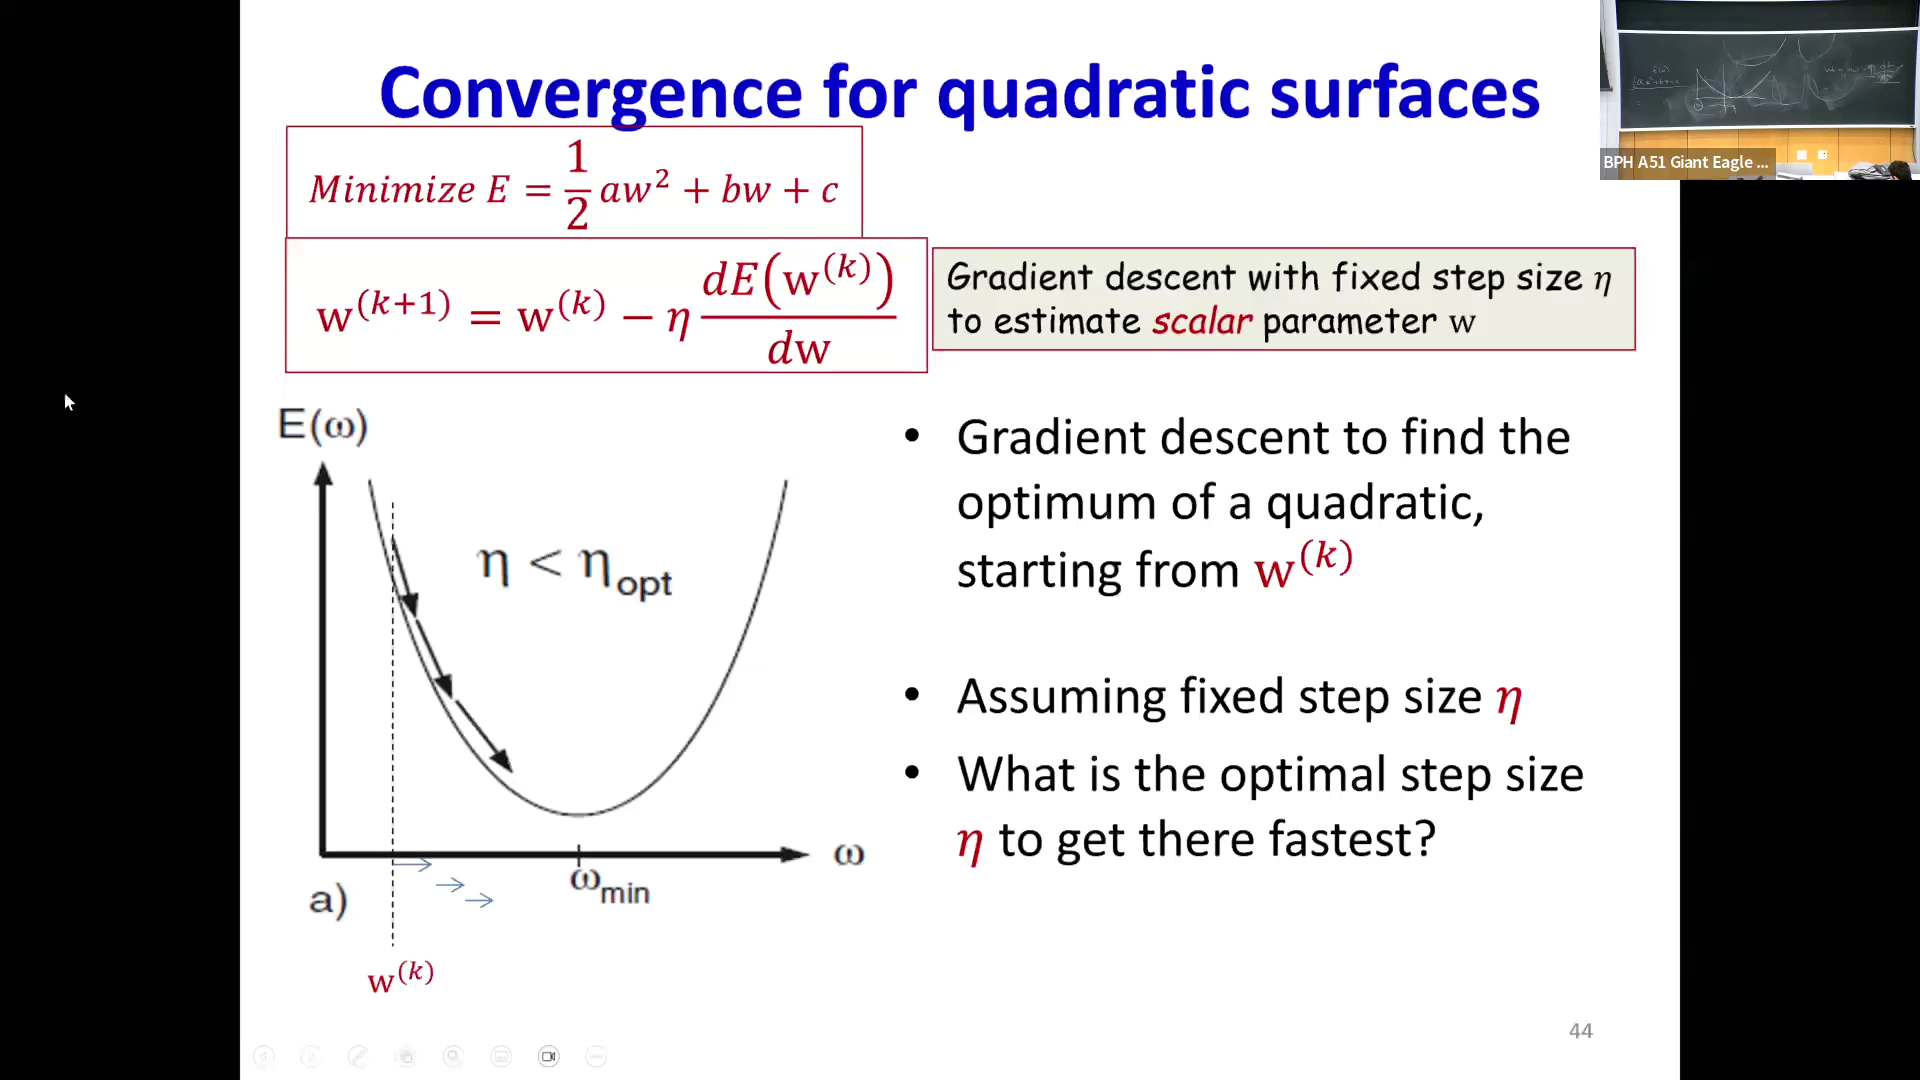 Convergence for quadratic surfaces
BPH A51 Giant Eagle ...
Minimize E = 1/2 aw² + bw + c
w^(k+1) = w^(k) − η dE(w^(k))/dw
Gradient descent with fixed step size η
to estimate scalar parameter w
E(ω)
η < η_opt
ω
ω_min
a)
w^(k)
• Gradient descent to find the
optimum of a quadratic,
starting from w^(k)
• Assuming fixed step size η
• What is the optimal step size
η to get there fastest?
44